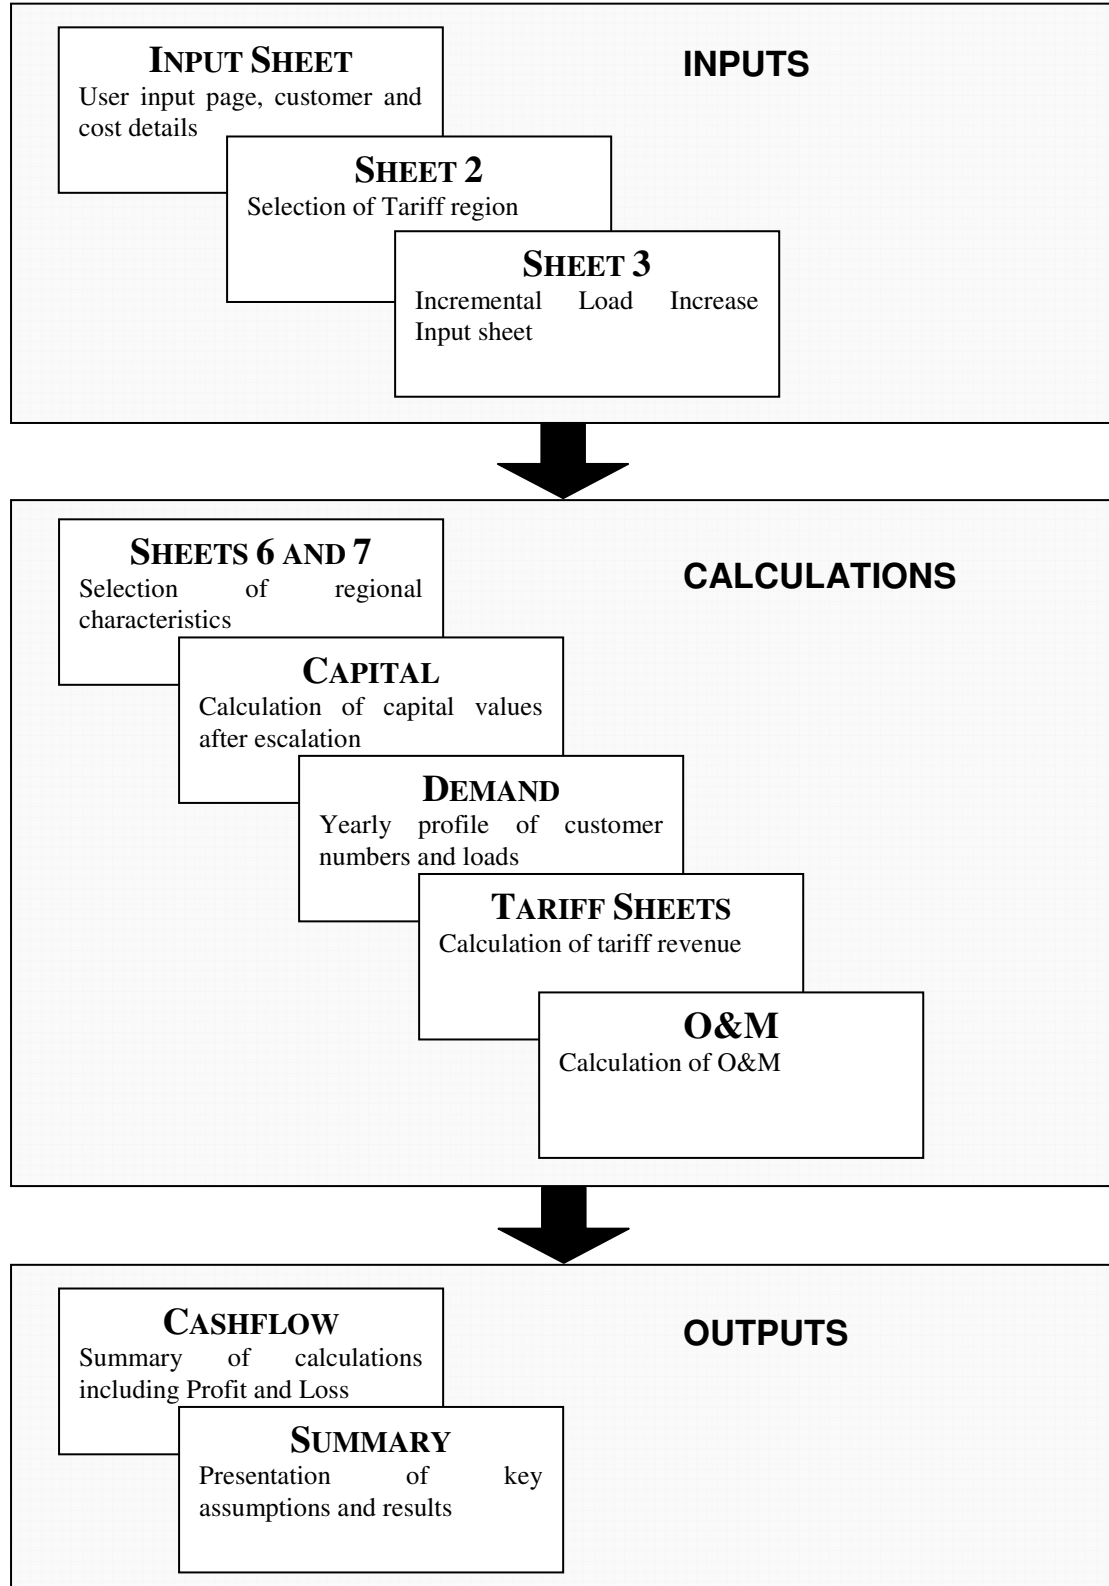 INPUT SHEET
User input page, customer and
cost details
INPUTS
SHEET 2
Selection of Tariff region
SHEET 3
Incremental Load Increase
Input sheet
SHEETS 6 AND 7
Selection of regional
characteristics
CALCULATIONS
CAPITAL
Calculation of capital values
after escalation
DEMAND
Yearly profile of customer
numbers and loads
TARIFF SHEETS
Calculation of tariff revenue
O&M
Calculation of O&M
CASHFLOW
Summary of calculations
including Profit and Loss
OUTPUTS
SUMMARY
Presentation of key
assumptions and results